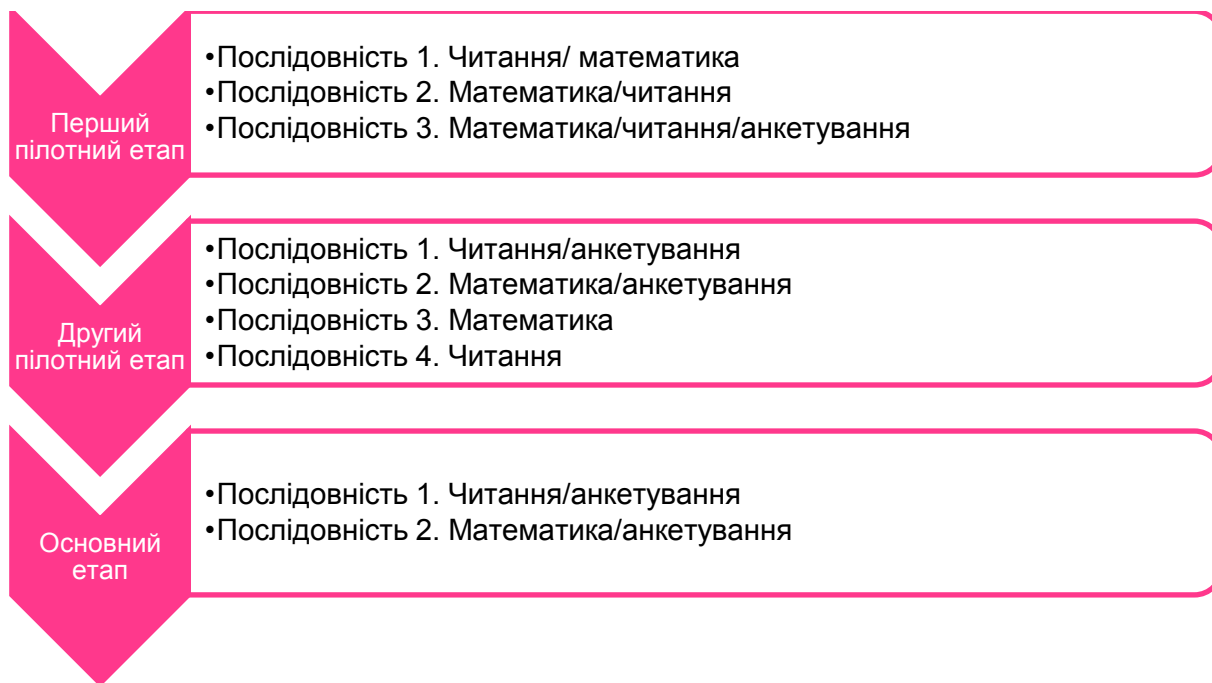 Перший
пілотний етап
•Послідовність 1. Читання/ математика
•Послідовність 2. Математика/читання
•Послідовність 3. Математика/читання/анкетування
Другий
пілотний етап
•Послідовність 1. Читання/анкетування
•Послідовність 2. Математика/анкетування
•Послідовність 3. Математика
•Послідовність 4. Читання
Основний
етап
•Послідовність 1. Читання/анкетування
•Послідовність 2. Математика/анкетування